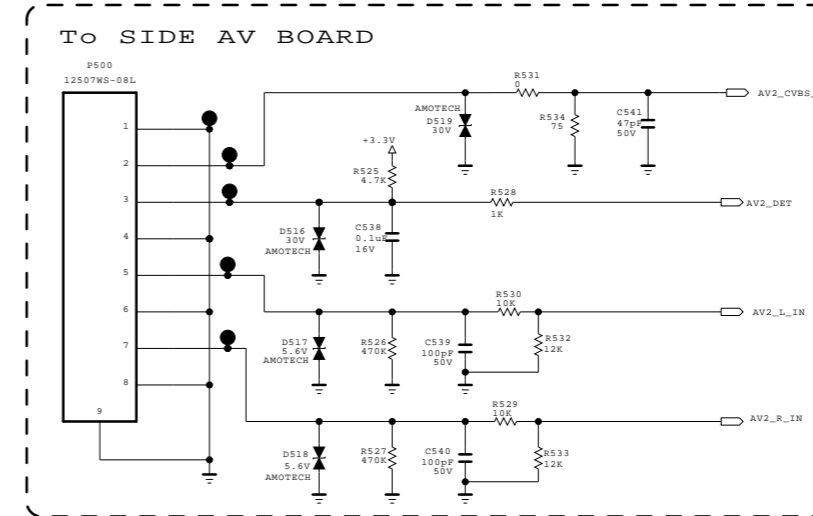 To SIDE AV BOARD
P500
12507WS-08L
1
2
3
4
5
6
7
8
9
AMOTECH
D519
30V
R531
0
R534
75
C541
47pF
50V
AV2_CVBS_
+3.3V
R525
4.7K
D516
30V
AMOTECH
C538
0.1uF
16V
R528
1K
AV2_DET
D517
5.6V
AMOTECH
R526
470K
C539
100pF
50V
R530
10K
R532
12K
AV2_L_IN
D518
5.6V
AMOTECH
R527
470K
C540
100pF
50V
R529
10K
R533
12K
AV2_R_IN